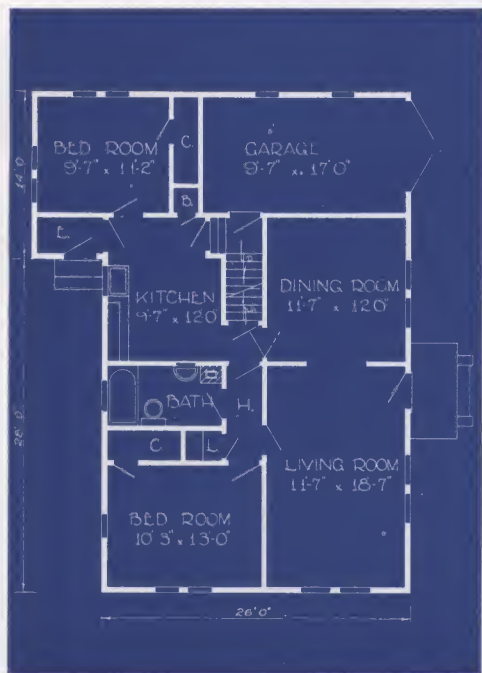 BED ROOM
9'-7" x 11'-2"
C.
GARAGE
9'-7" x 17'0"
14'0
B.
E.
KITCHEN
9'-7" x 12'0"
DINING ROOM
11'-7" x 12'0"
BATH
H.
28'-0"
C.
L.
LIVING ROOM
11'-7" x 18'-7"
BED ROOM
10'3" x 13'-0"
26'0"